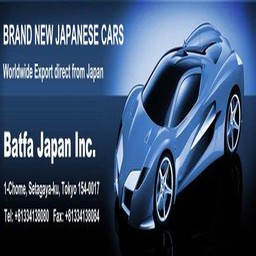 BRAND NEW JAPANESE CARS
Worldwide Export direct from Japan
Batfa Japan Inc.
1-Chome, Setagaya-ku, Tokyo 154-0017
Tel: +81334138080 Fax: +81334138084